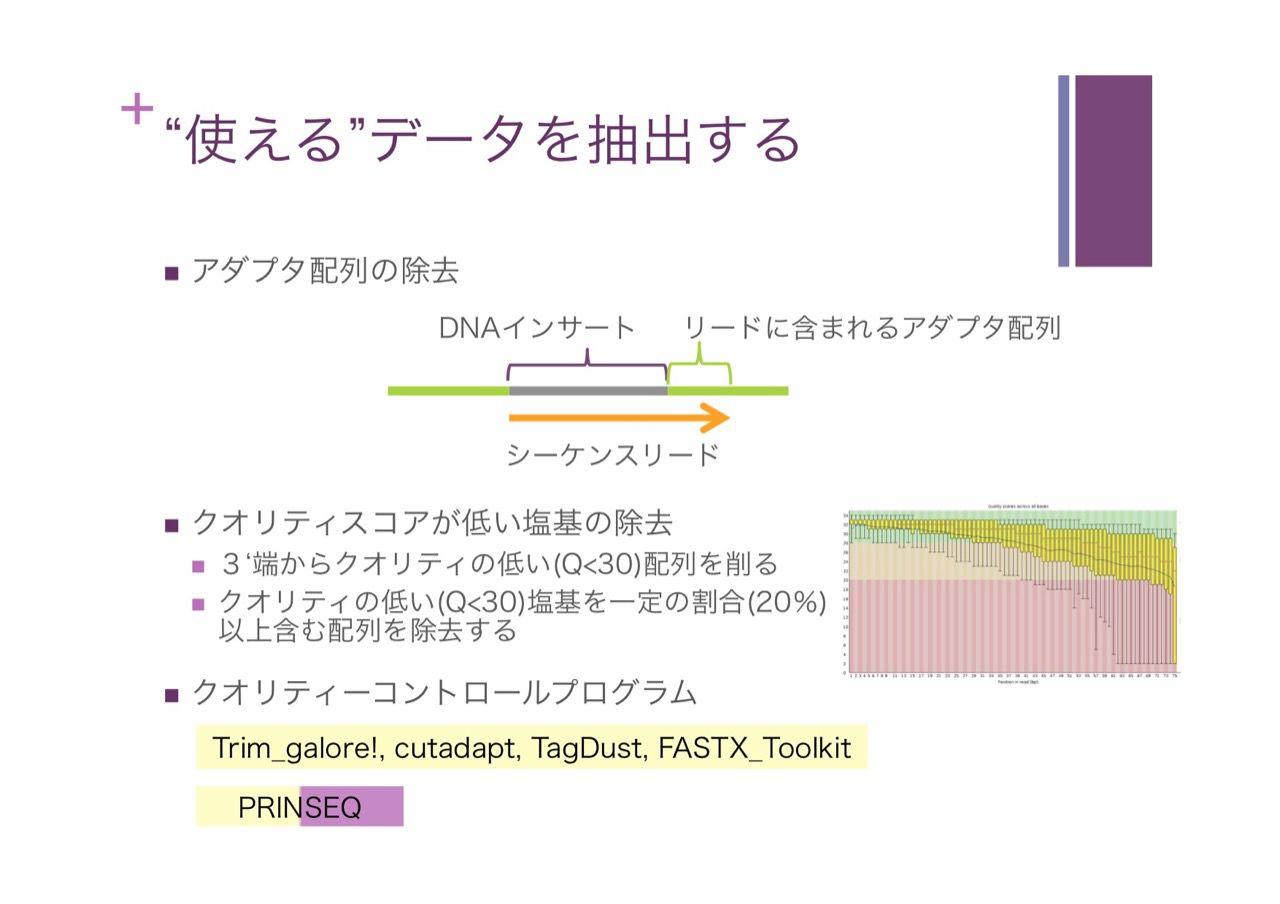 +
“使える”データを抽出する
アダプタ配列の除去
DNAインサート
リードに含まれるアダプタ配列
シーケンスリード
クオリティスコアが低い塩基の除去
３‘端からクオリティの低い(Q<30)配列を削る
クオリティの低い(Q<30)塩基を一定の割合(20%)
以上含む配列を除去する
Quality scores across all bases
Position in read (bp)
クオリティーコントロールプログラム
Trim_galore!, cutadapt, TagDust, FASTX_Toolkit
PRINSEQ